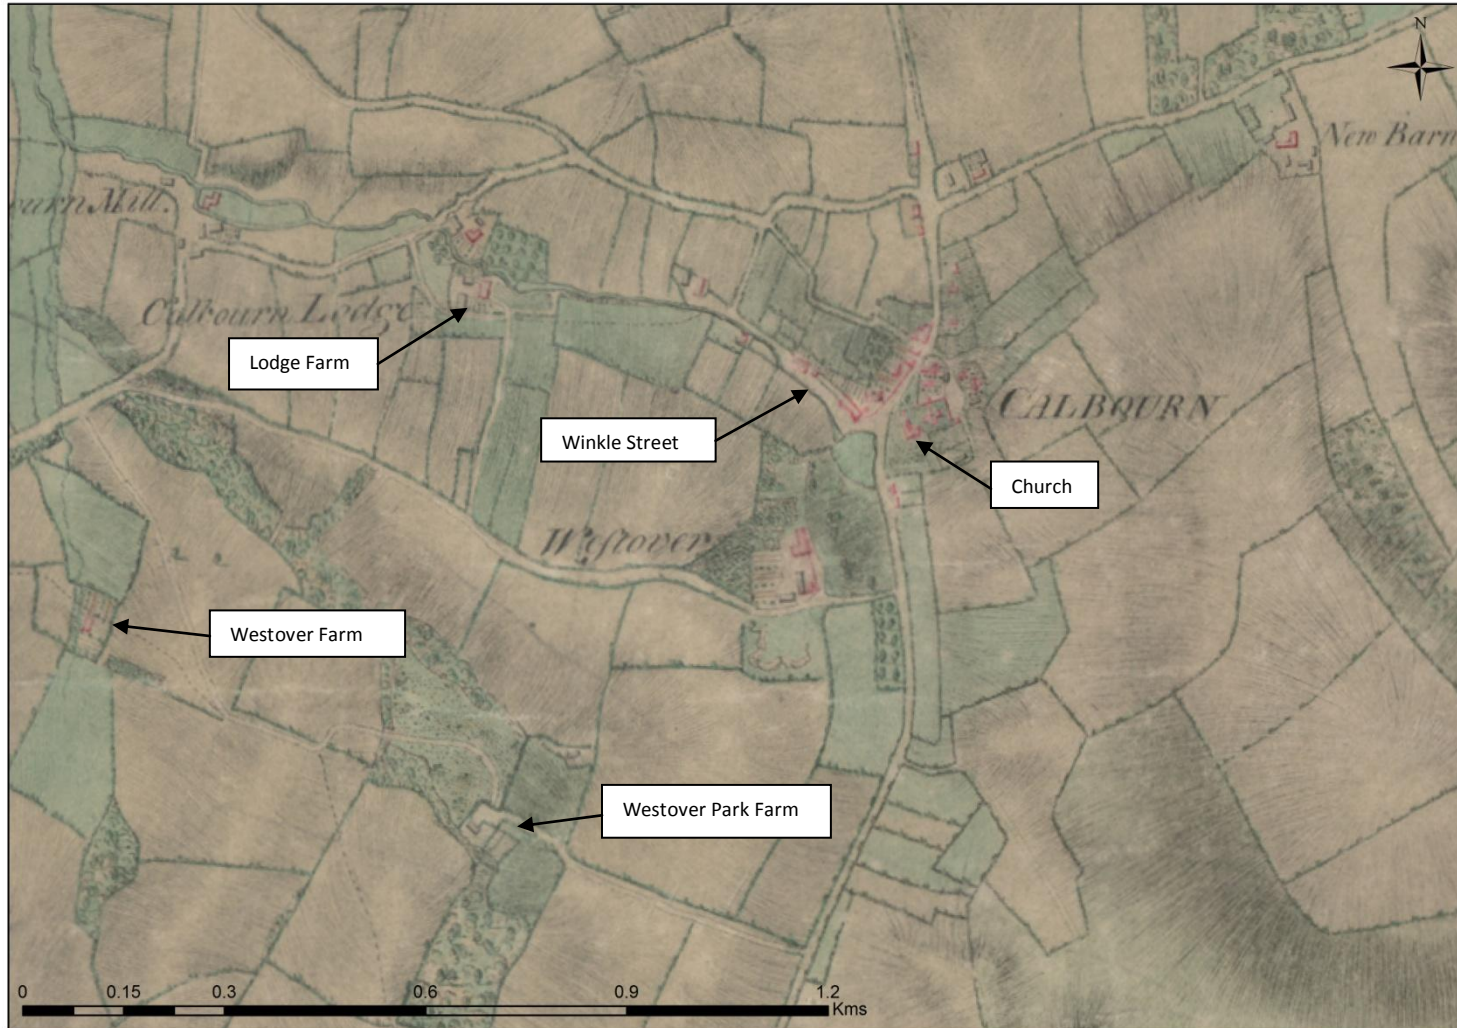 N
New Barn
ourn Mill.
Calbourn Lodge
Lodge Farm
CALBOURN
Winkle Street
Church
Westover
Westover Farm
Westover Park Farm
0 0.15 0.3 0.6 0.9 1.2
Kms